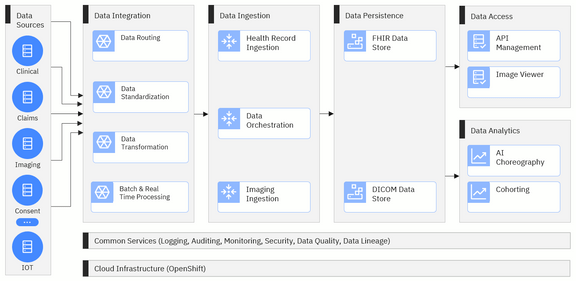 Data
Sources
Clinical
Claims
Imaging
Consent
...
IOT
Data Integration
Data Routing
Data
Standardization
Data
Transformation
Batch & Real
Time Processing
Data Ingestion
Health Record
Ingestion
Data
Orchestration
Imaging
Ingestion
Data Persistence
FHIR Data
Store
DICOM Data
Store
Data Access
API
Management
Image Viewer
Data Analytics
AI
Choreography
Cohorting
Common Services (Logging, Auditing, Monitoring, Security, Data Quality, Data Lineage)
Cloud Infrastructure (OpenShift)